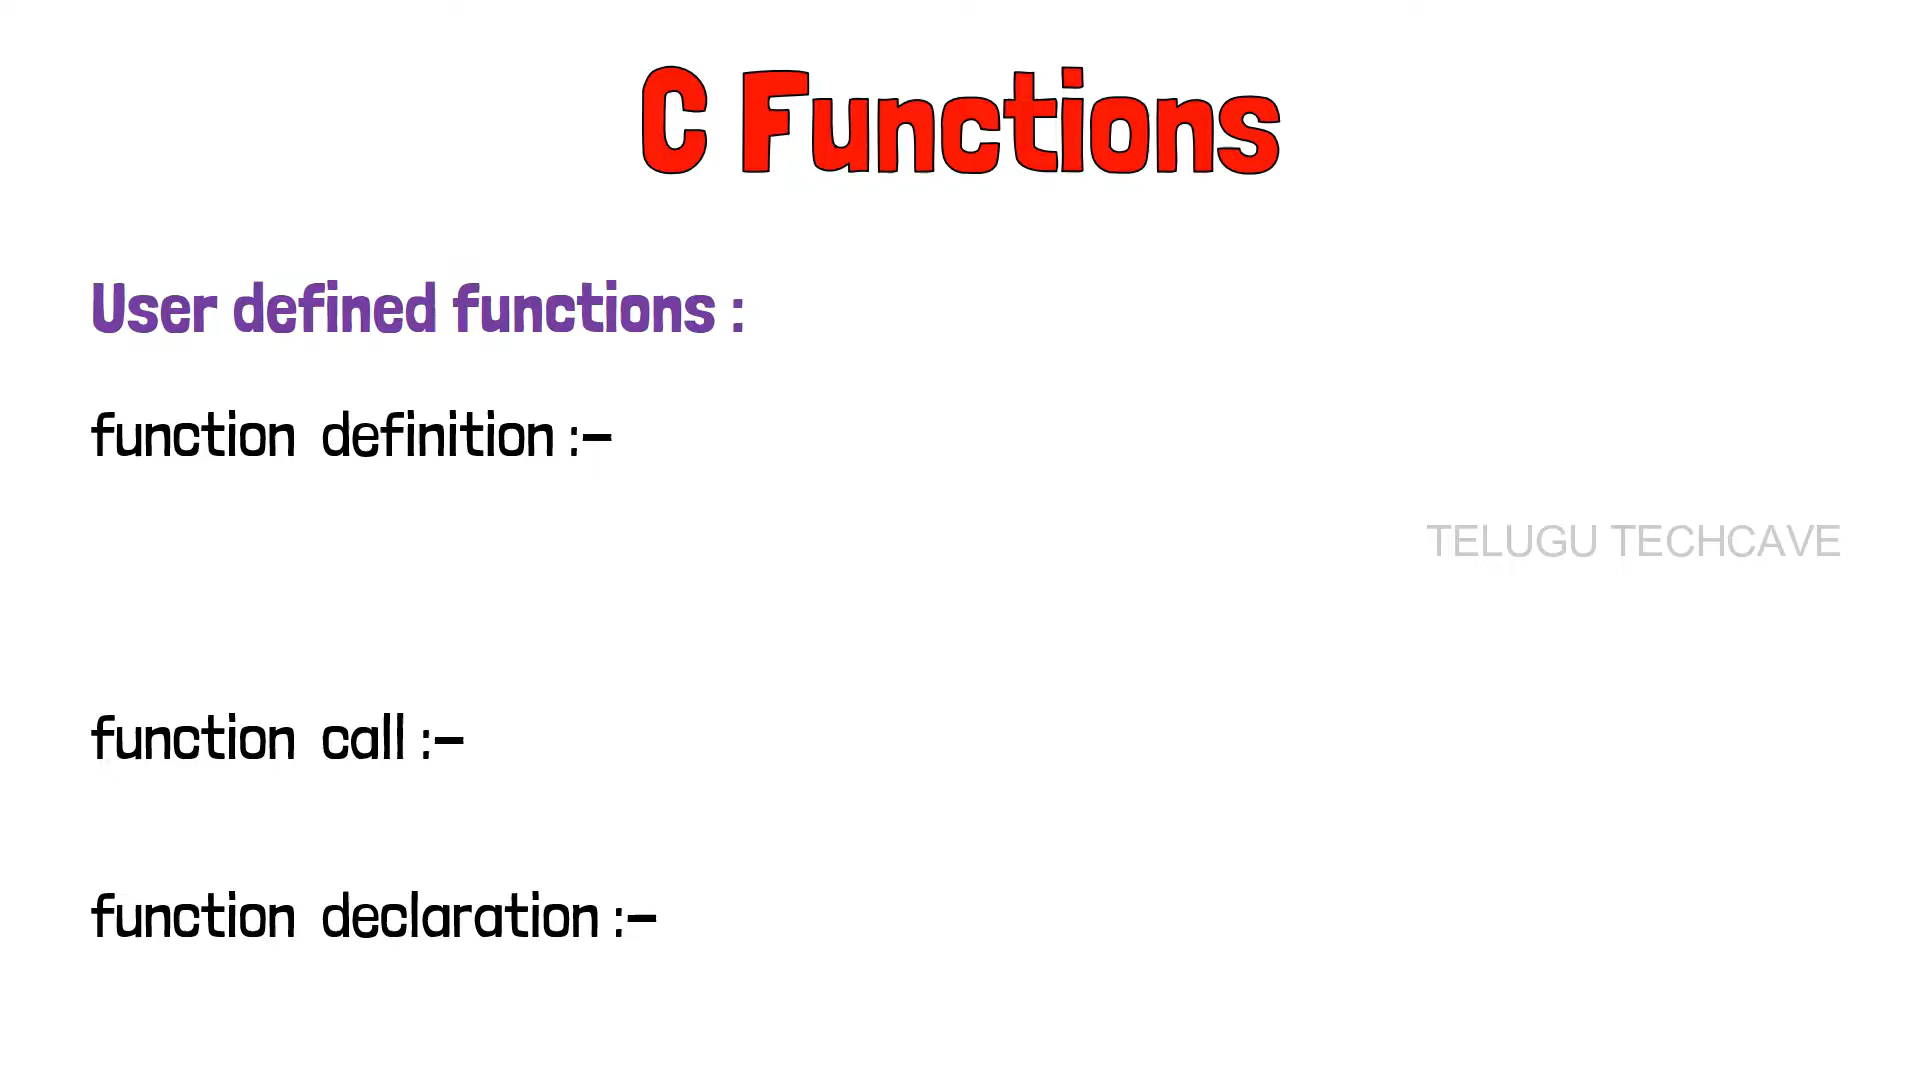 C Functions
User defined functions :
function definition :-
TELUGU TECHCAVE
function call :-
function declaration :-